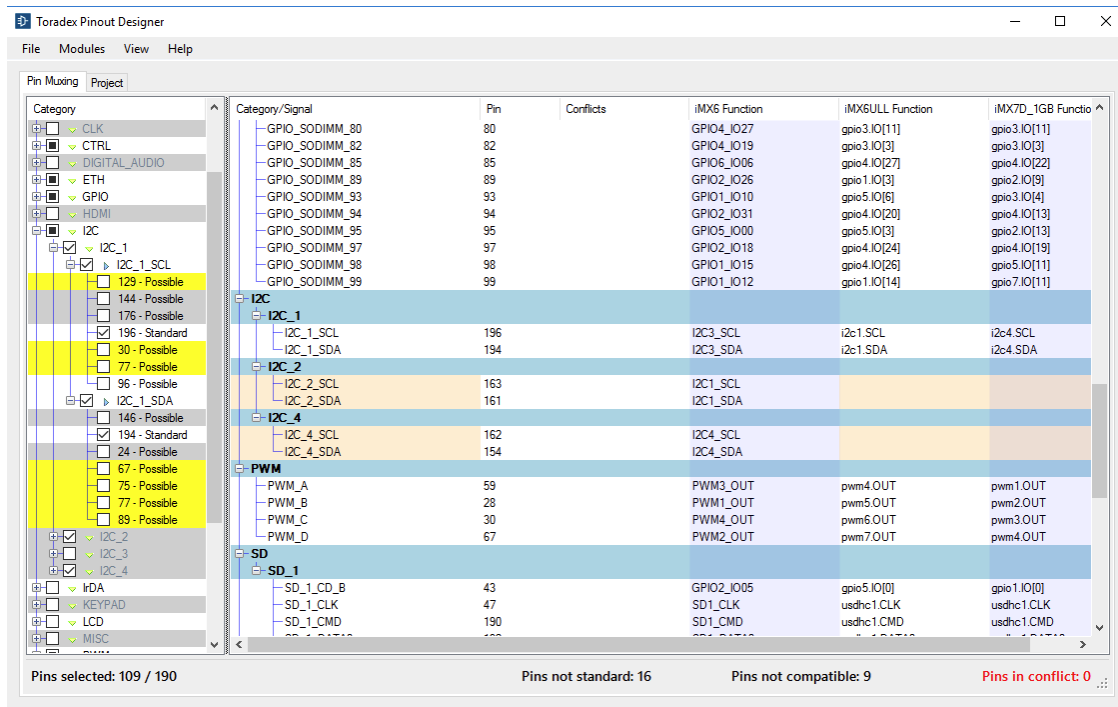 Toradex Pinout Designer
File Modules View Help
Pin Muxing Project
Category
CLK
CTRL
DIGITAL_AUDIO
ETH
GPIO
HDMI
I2C
I2C_1
I2C_1_SCL
129 - Possible
144 - Possible
176 - Possible
196 - Standard
30 - Possible
77 - Possible
96 - Possible
I2C_1_SDA
146 - Possible
194 - Standard
24 - Possible
67 - Possible
75 - Possible
77 - Possible
89 - Possible
I2C_2
I2C_3
I2C_4
IrDA
KEYPAD
LCD
MISC
Category/Signal Pin Conflicts iMX6 Function iMX6ULL Function iMX7D_1GB Functio
GPIO_SODIMM_80 80 GPIO4_IO27 gpio3.IO[11] gpio3.IO[11]
GPIO_SODIMM_82 82 GPIO4_IO19 gpio3.IO[3] gpio3.IO[3]
GPIO_SODIMM_85 85 GPIO6_IO06 gpio4.IO[27] gpio4.IO[22]
GPIO_SODIMM_89 89 GPIO2_IO26 gpio1.IO[3] gpio2.IO[9]
GPIO_SODIMM_93 93 GPIO1_IO10 gpio5.IO[6] gpio3.IO[4]
GPIO_SODIMM_94 94 GPIO2_IO31 gpio4.IO[20] gpio4.IO[13]
GPIO_SODIMM_95 95 GPIO5_IO00 gpio5.IO[3] gpio2.IO[13]
GPIO_SODIMM_97 97 GPIO2_IO18 gpio4.IO[24] gpio4.IO[19]
GPIO_SODIMM_98 98 GPIO1_IO15 gpio4.IO[26] gpio5.IO[11]
GPIO_SODIMM_99 99 GPIO1_IO12 gpio1.IO[14] gpio7.IO[11]
I2C
I2C_1
I2C_1_SCL 196 I2C3_SCL i2c1.SCL i2c4.SCL
I2C_1_SDA 194 I2C3_SDA i2c1.SDA i2c4.SDA
I2C_2
I2C_2_SCL 163 I2C1_SCL
I2C_2_SDA 161 I2C1_SDA
I2C_4
I2C_4_SCL 162 I2C4_SCL
I2C_4_SDA 154 I2C4_SDA
PWM
PWM_A 59 PWM3_OUT pwm4.OUT pwm1.OUT
PWM_B 28 PWM1_OUT pwm5.OUT pwm2.OUT
PWM_C 30 PWM4_OUT pwm6.OUT pwm3.OUT
PWM_D 67 PWM2_OUT pwm7.OUT pwm4.OUT
SD
SD_1
SD_1_CD_B 43 GPIO2_IO05 gpio5.IO[0] gpio1.IO[0]
SD_1_CLK 47 SD1_CLK usdhc1.CLK usdhc1.CLK
SD_1_CMD 190 SD1_CMD usdhc1.CMD usdhc1.CMD
Pins selected: 109 / 190 Pins not standard: 16 Pins not compatible: 9 Pins in conflict: 0